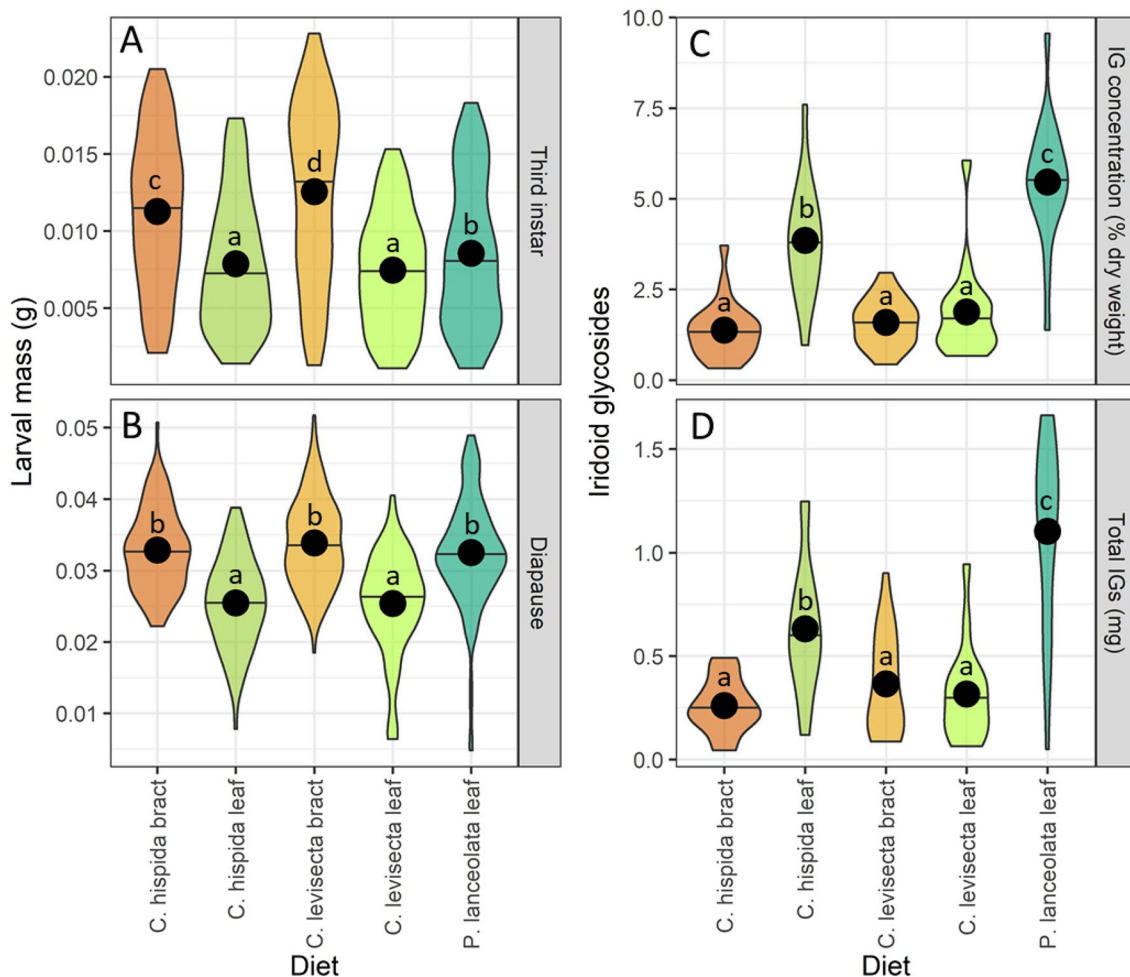 A
Larval mass (g)
0.020
0.015
0.010
0.005
c
a
d
a
b
Third instar
B
0.05
0.04
0.03
0.02
0.01
b
a
b
a
b
Diapause
C. hispida bract
C. hispida leaf
C. levisecta bract
C. levisecta leaf
P. lanceolata leaf
Diet
C
Iridoid glycosides
10.0
7.5
5.0
2.5
0.0
a
b
a
a
c
IG concentration (% dry weight)
D
1.5
1.0
0.5
0.0
a
b
a
a
c
Total IGs (mg)
C. hispida bract
C. hispida leaf
C. levisecta bract
C. levisecta leaf
P. lanceolata leaf
Diet